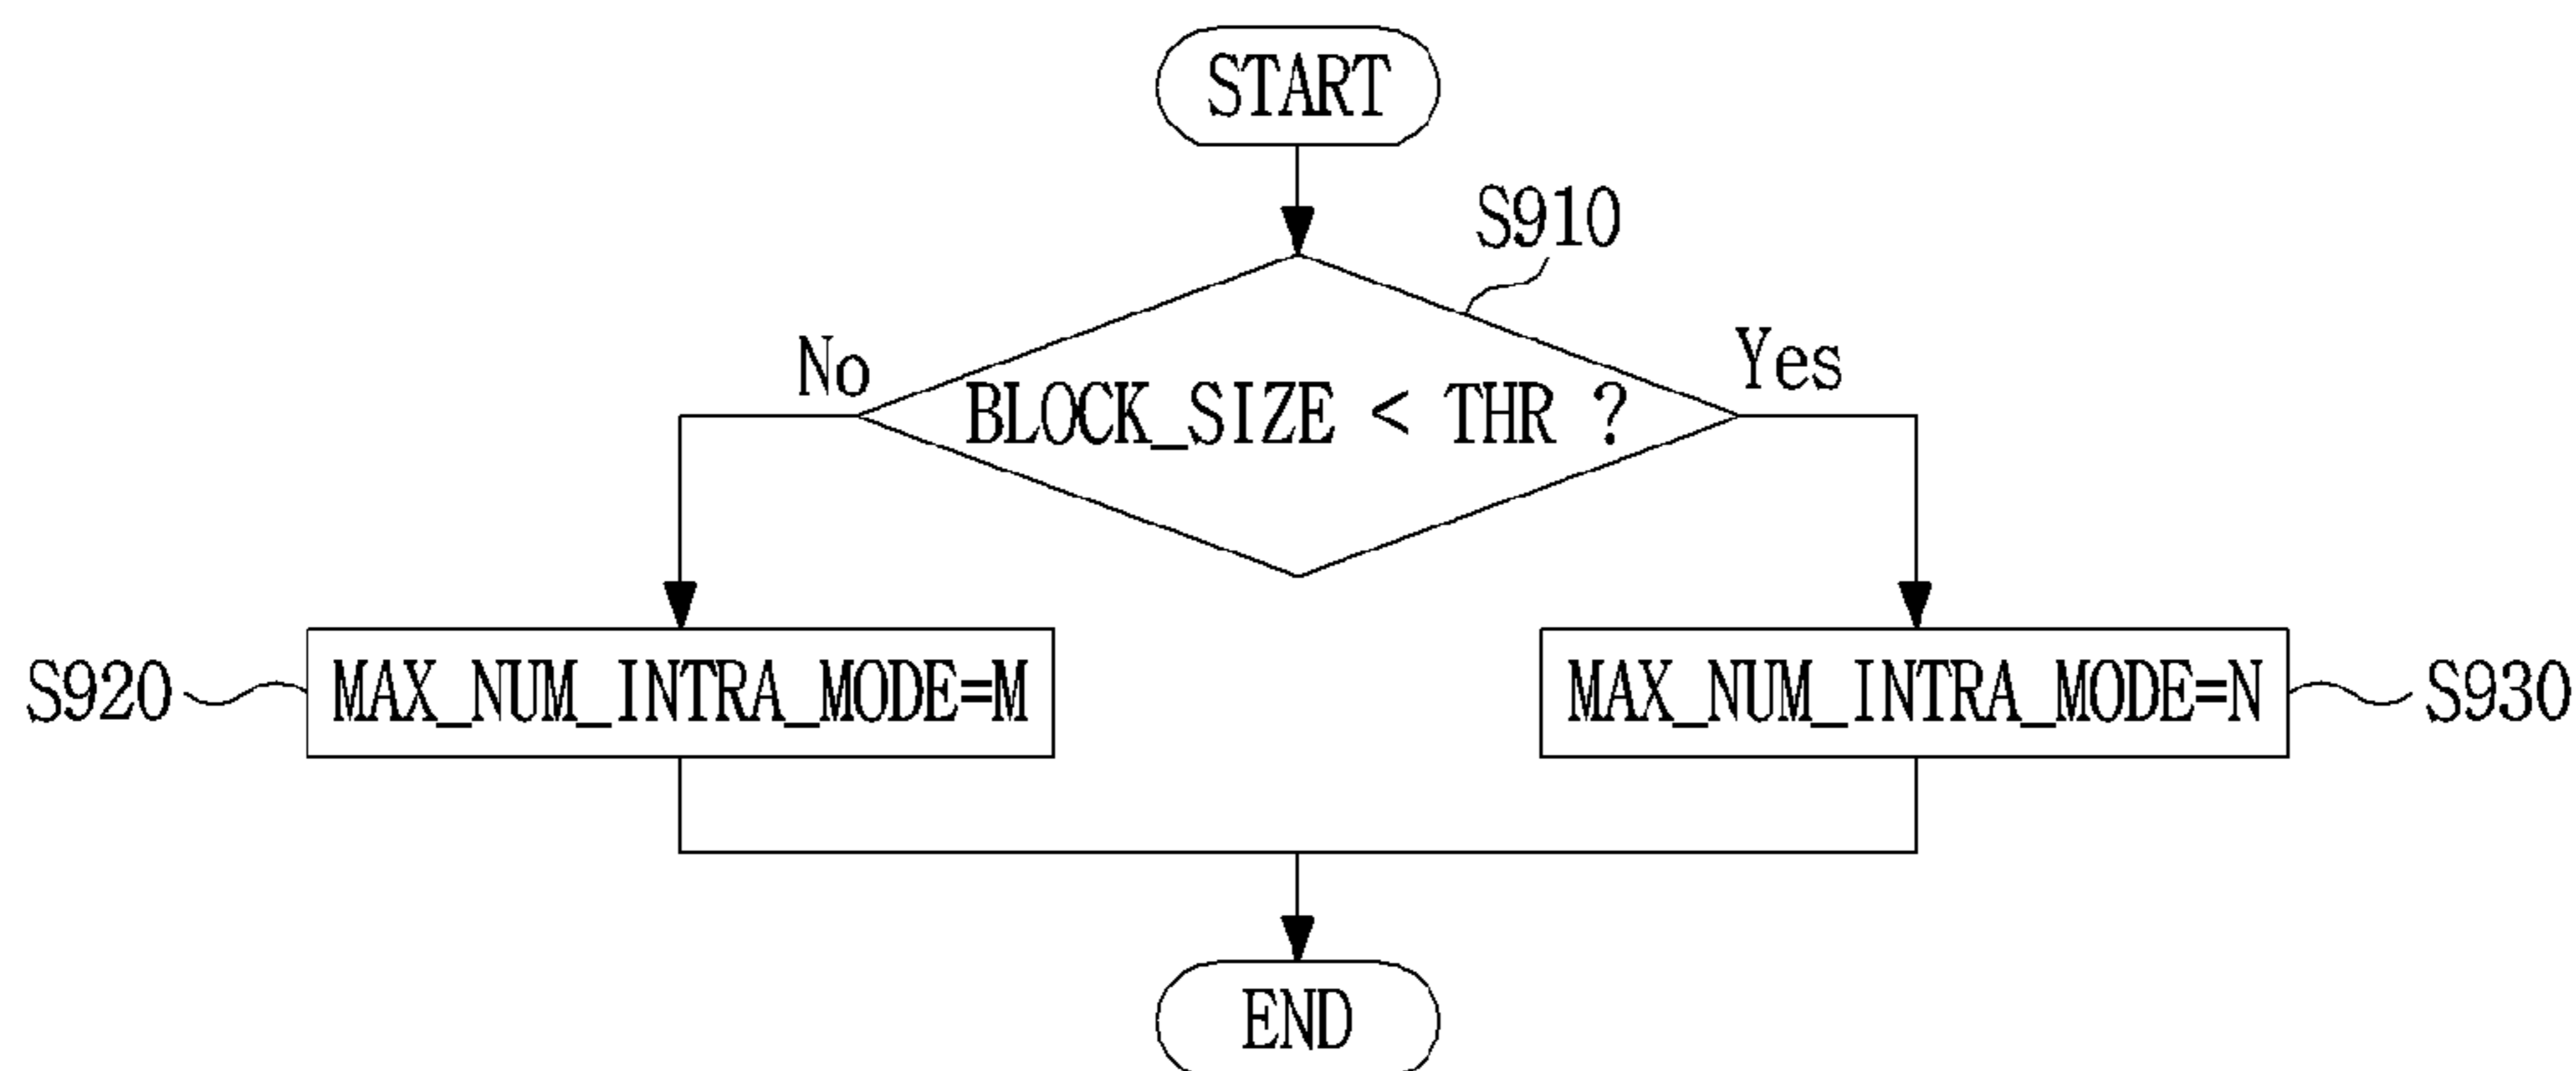 START
S910
No
Yes
BLOCK_SIZE < THR ?
S920
MAX_NUM_INTRA_MODE=M
MAX_NUM_INTRA_MODE=N
S930
END